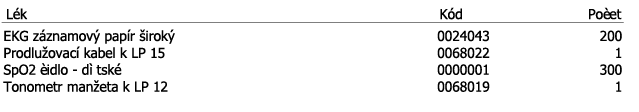 Lék Kód Poèet
EKG záznamový papír široký 0024043 200
Prodlužovací kabel k LP 15 0068022 1
SpO2 èidlo - dì tské 0000001 300
Tonometr manžeta k LP 12 0068019 1